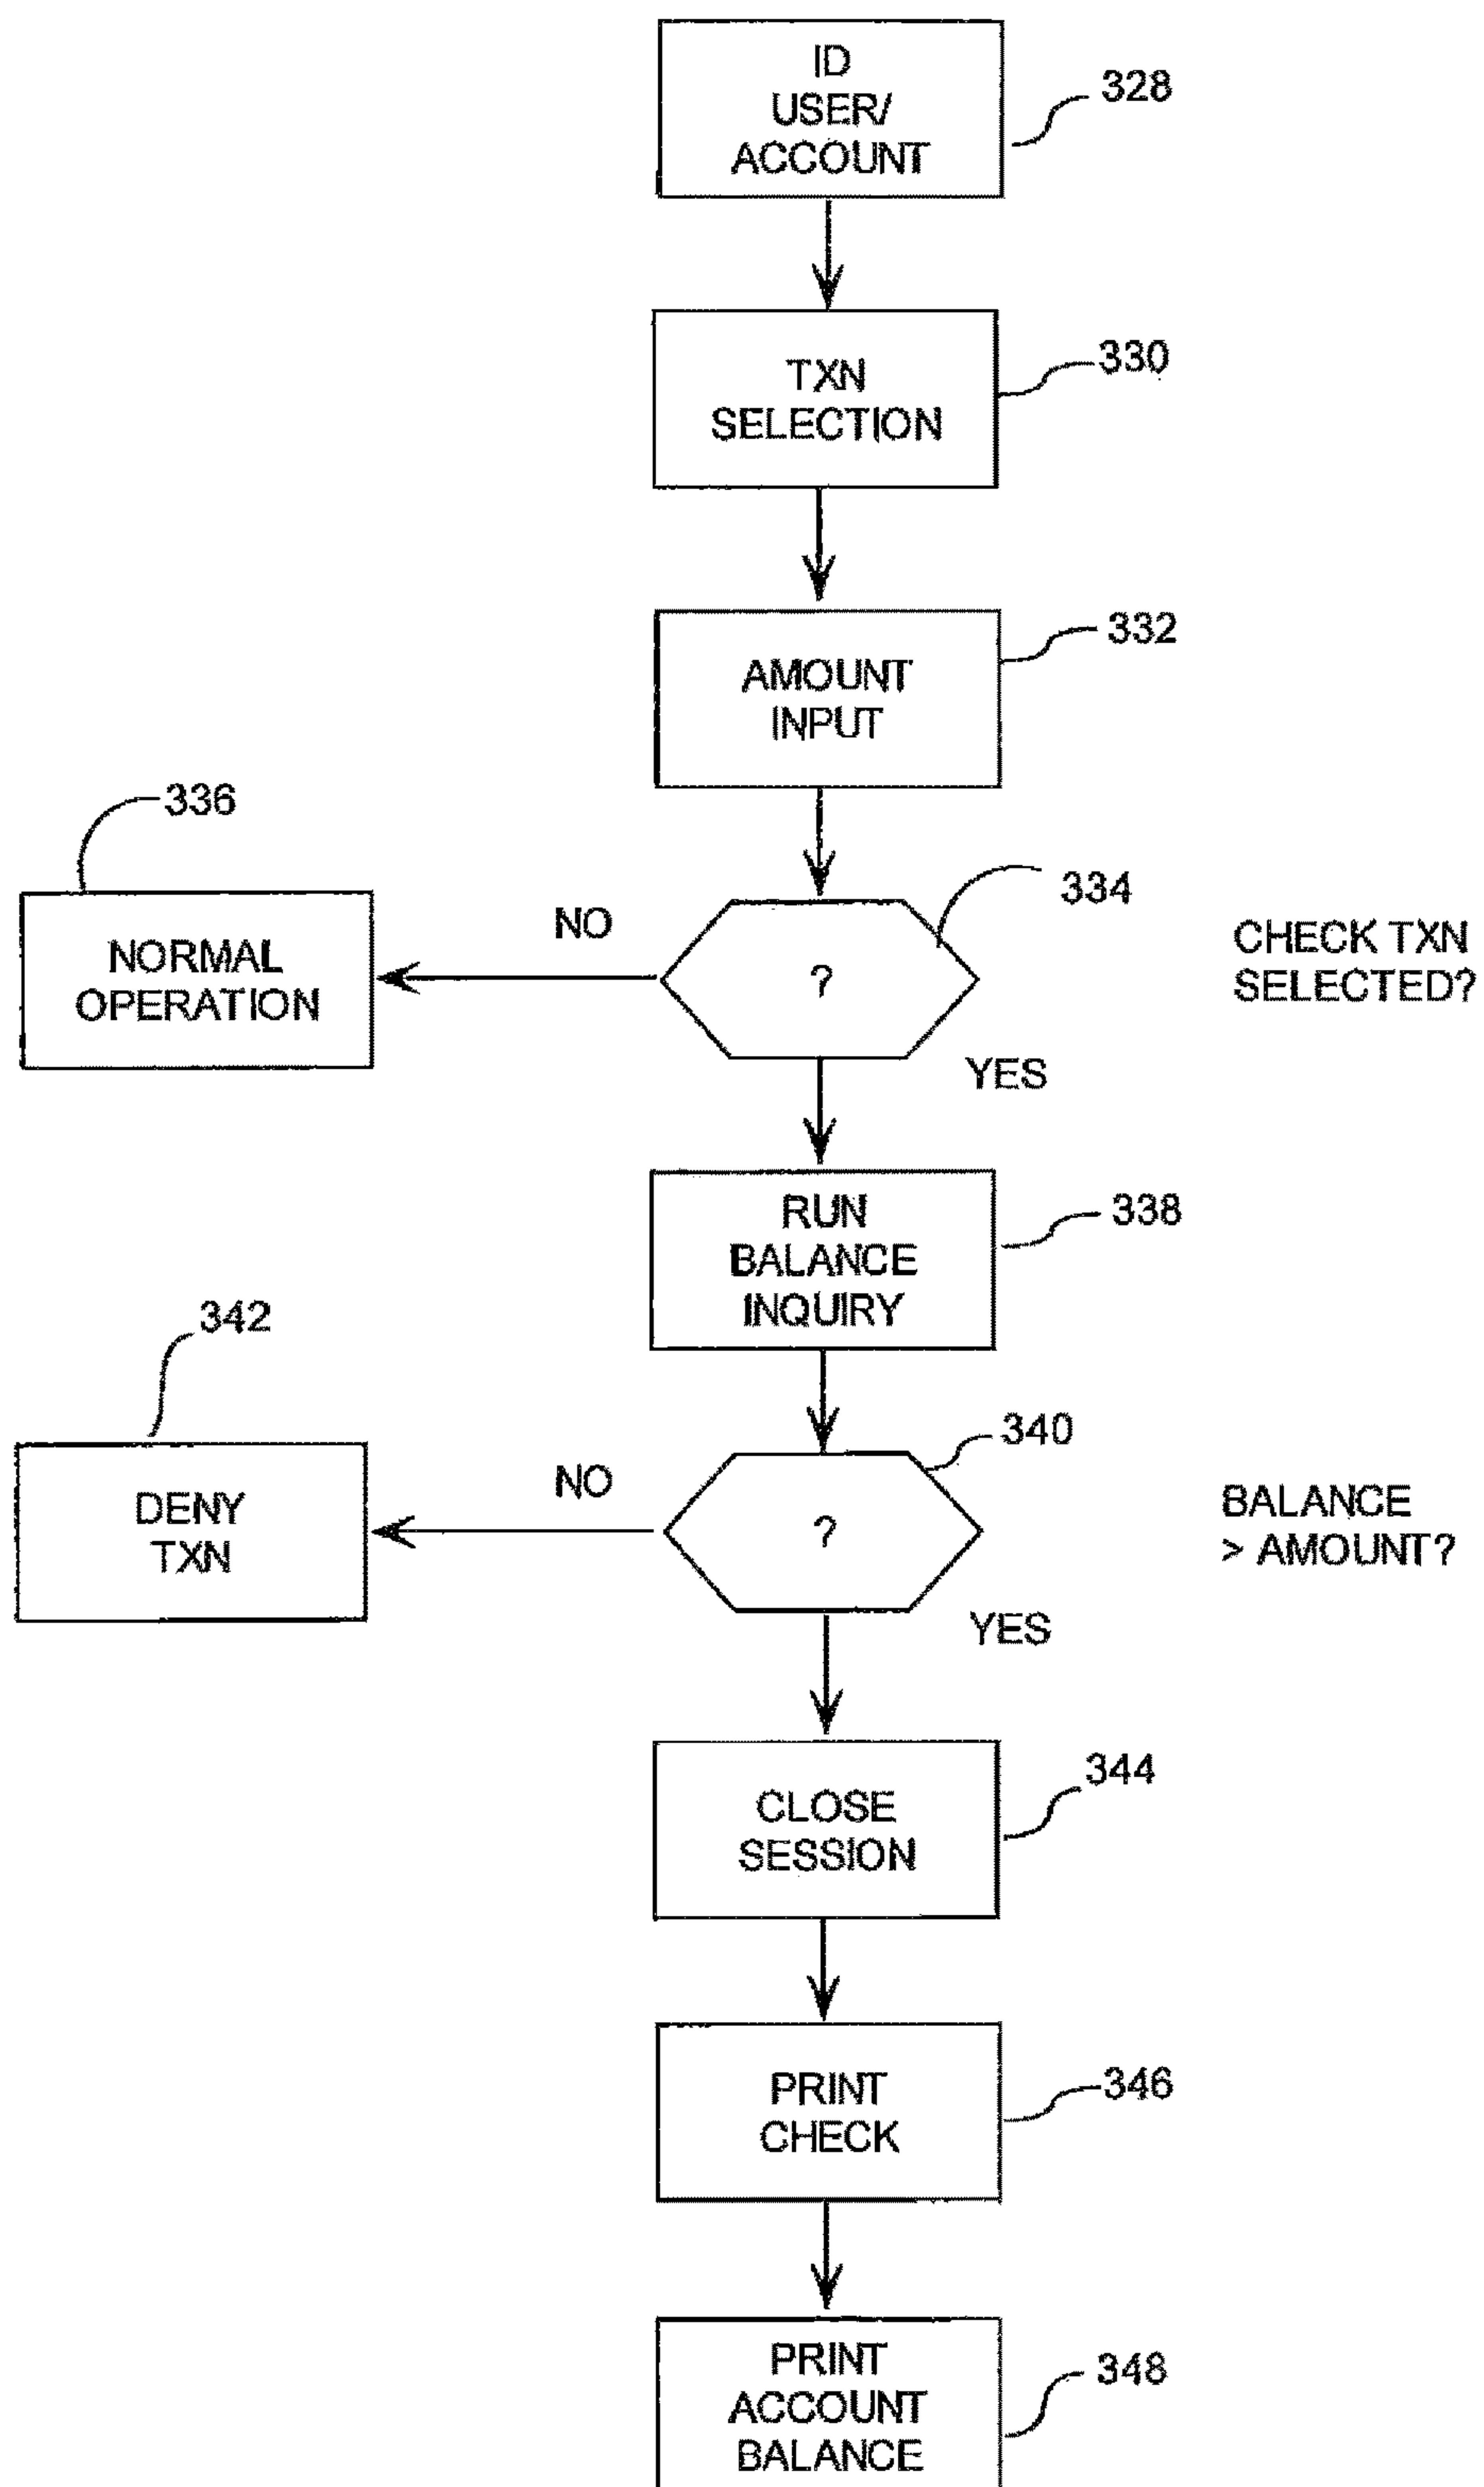 ID
USER/
ACCOUNT
328
TXN
SELECTION
330
AMOUNT
INPUT
332
336
NORMAL
OPERATION
NO
?
334
CHECK TXN
SELECTED?
YES
RUN
BALANCE
INQUIRY
338
342
DENY
TXN
NO
?
340
BALANCE
> AMOUNT?
YES
CLOSE
SESSION
344
PRINT
CHECK
346
PRINT
ACCOUNT
BALANCE
348